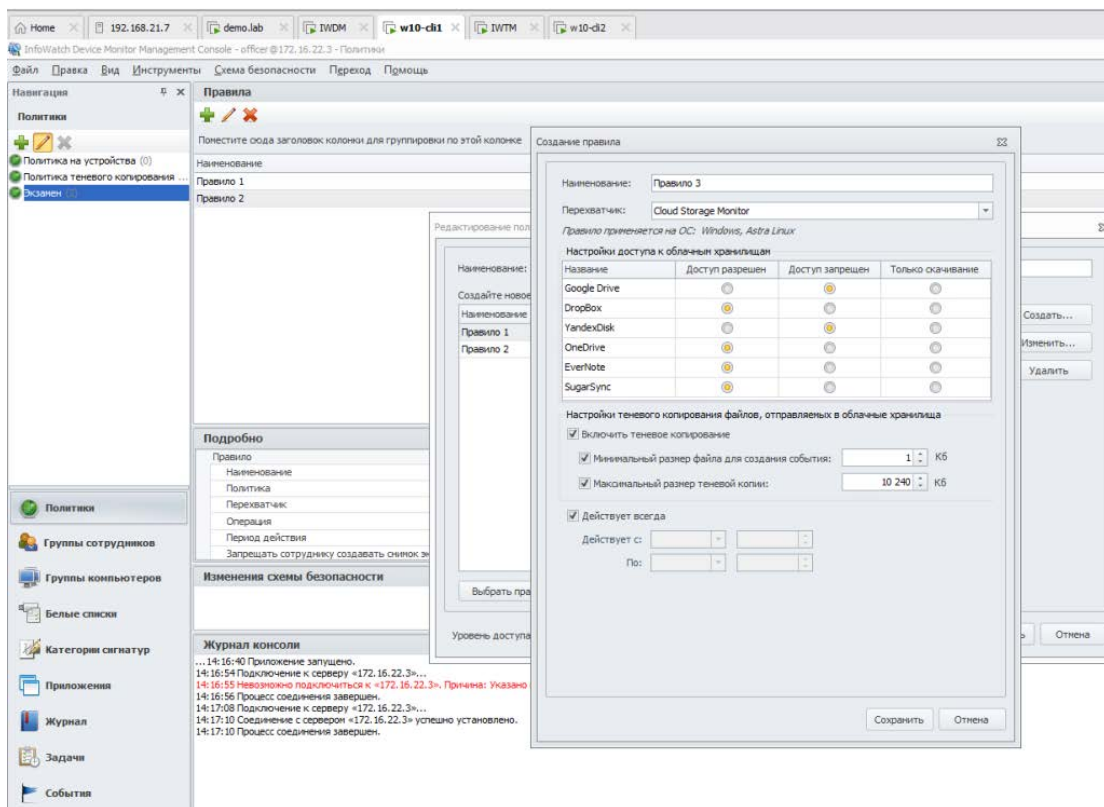 Home
192.168.21.7
demo.lab
IWDM
w10-cli1
IWTM
w10-cli2
InfoWatch Device Monitor Management Console - officer@172.16.22.3 - Политики
Файл Правка Вид Инструменты Схема безопасности Переход Помощь
Навигация
Политики
Политика на устройства (0)
Политика теневого копирования ...
Экзамен
Политики
Группы сотрудников
Группы компьютеров
Белые списки
Категории сигнатур
Приложения
Журнал
Задачи
События
Правила
Поместите сюда заголовок колонки для группировки по этой колонке
Наименование
Правило 1
Правило 2
Подробно
Правило
Наименование
Политика
Перехватчик
Операция
Период действия
Запрещать сотруднику создавать снимок
Изменения схемы безопасности
Журнал консоли
...14:16:40 Приложение запущено.
14:16:54 Подключение к серверу «172.16.22.3»...
14:16:55 Невозможно подключиться к «172.16.22.3». Причина: Указано
14:16:56 Процесс соединения завершен.
14:17:08 Подключение к серверу «172.16.22.3»...
14:17:10 Соединение с сервером «172.16.22.3» успешно установлено.
14:17:10 Процесс соединения завершен.
Редактирование пол
Наименование:
Создайте новое
Наименование
Правило 1
Правило 2
Выбрать пра
Уровень доступа
Создать...
Изменить...
Удалить
Отмена
Создание правила
Наименование: Правило 3
Перехватчик: Cloud Storage Monitor
Правило применяется на ОС: Windows, Astra Linux
Настройки доступа к облачным хранилищам
Название Доступ разрешен Доступ запрещен Только скачивание
Google Drive
DropBox
YandexDisk
OneDrive
EverNote
SugarSync
Настройки теневого копирования файлов, отправляемых в облачные хранилища
Включить теневое копирование
Минимальный размер файла для создания события: 1 Кб
Максимальный размер теневой копии: 10 240 Кб
Действует всегда
Действует с:
По:
Сохранить Отмена